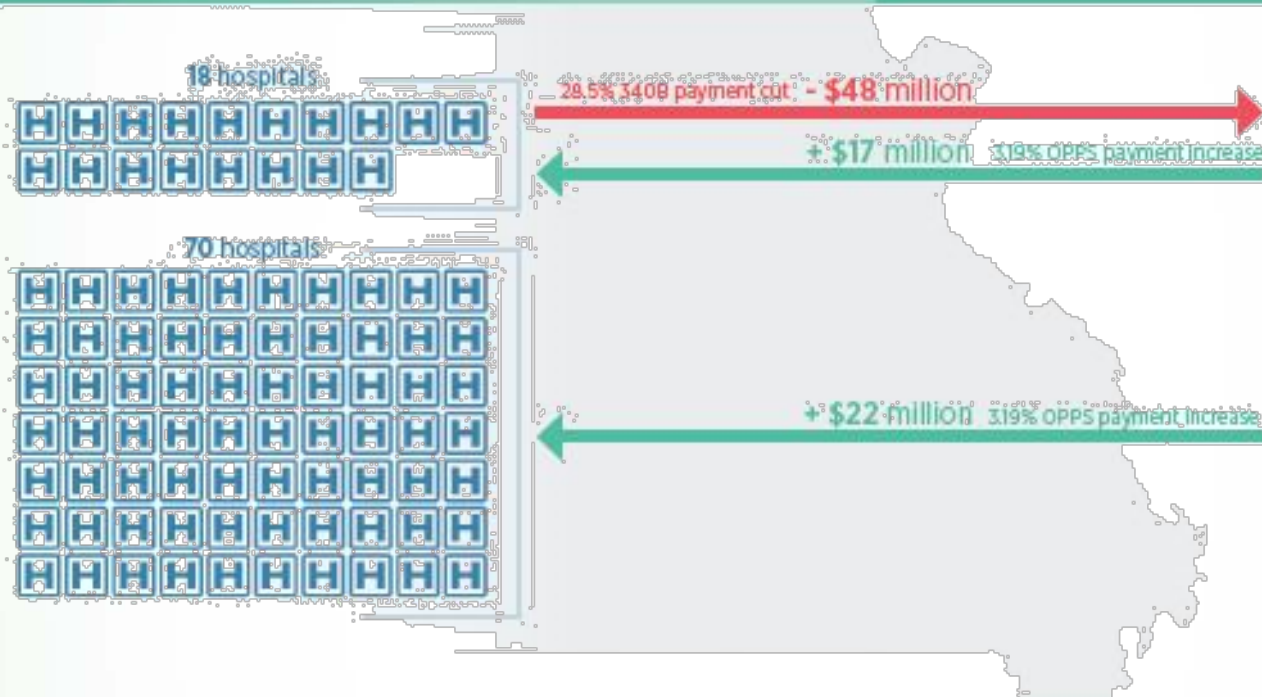 18 hospitals
28.5% 340B payment cut - $48 million
H H H H H H H H H H
+ $17 million 3.19% OPPS payment increase
H H H H H H H H
70 hospitals
H H H H H H H H H H
H H H H H H H H H H
H H H H H H H H H H
H H H H H H H H H H
+ $22 million 3.19% OPPS payment increase
H H H H H H H H H H
H H H H H H H H H H
H H H H H H H H H H